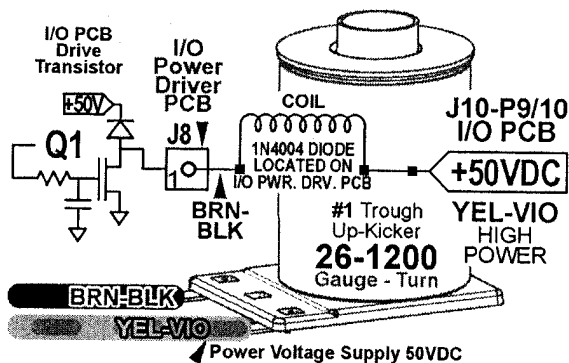 I/O PCB
Drive
Transistor
+50V
Q1
I/O
Power
Driver
PCB
J8
1
BRN-
BLK
COIL
1N4004 DIODE
LOCATED ON
I/O PWR. DRV. PCB
#1 Trough
Up-Kicker
26-1200
Gauge - Turn
J10-P9/10
I/O PCB
+50VDC
YEL-VIO
HIGH
POWER
BRN-BLK
YEL-VIO
Power Voltage Supply 50VDC